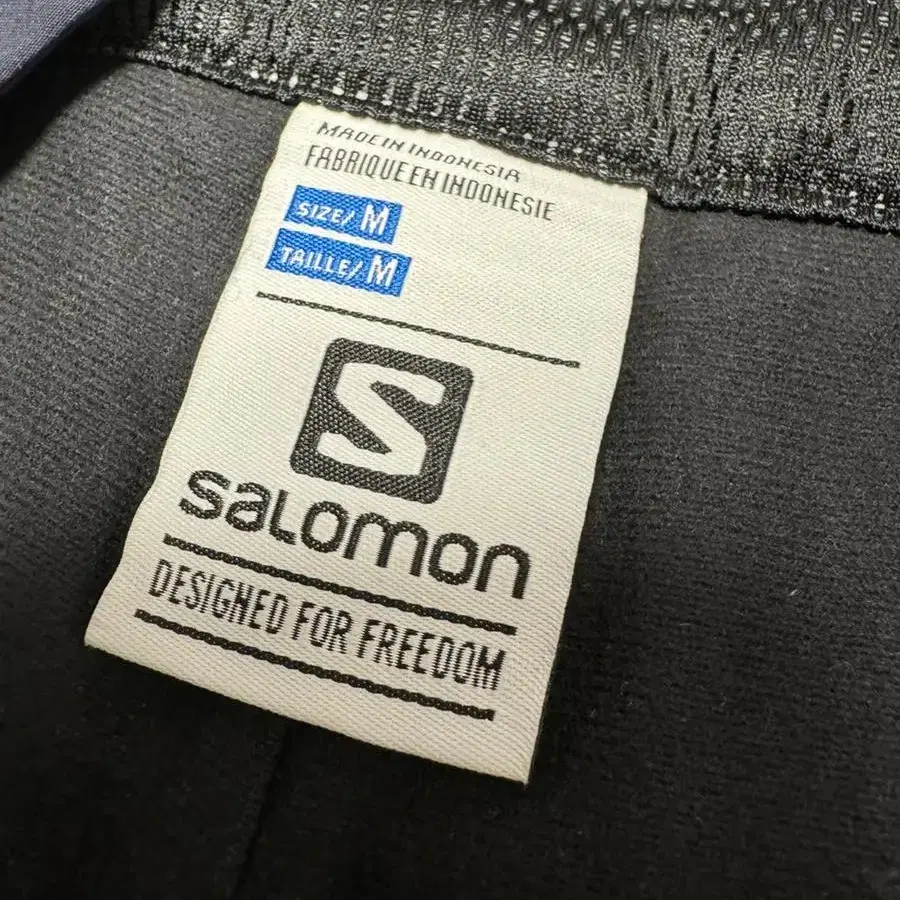 MADE IN INDONESIA
FABRIQUE EN INDONESIE
SIZE/ M
TAILLE/ M
S
salomon
DESIGNED FOR FREEDOM